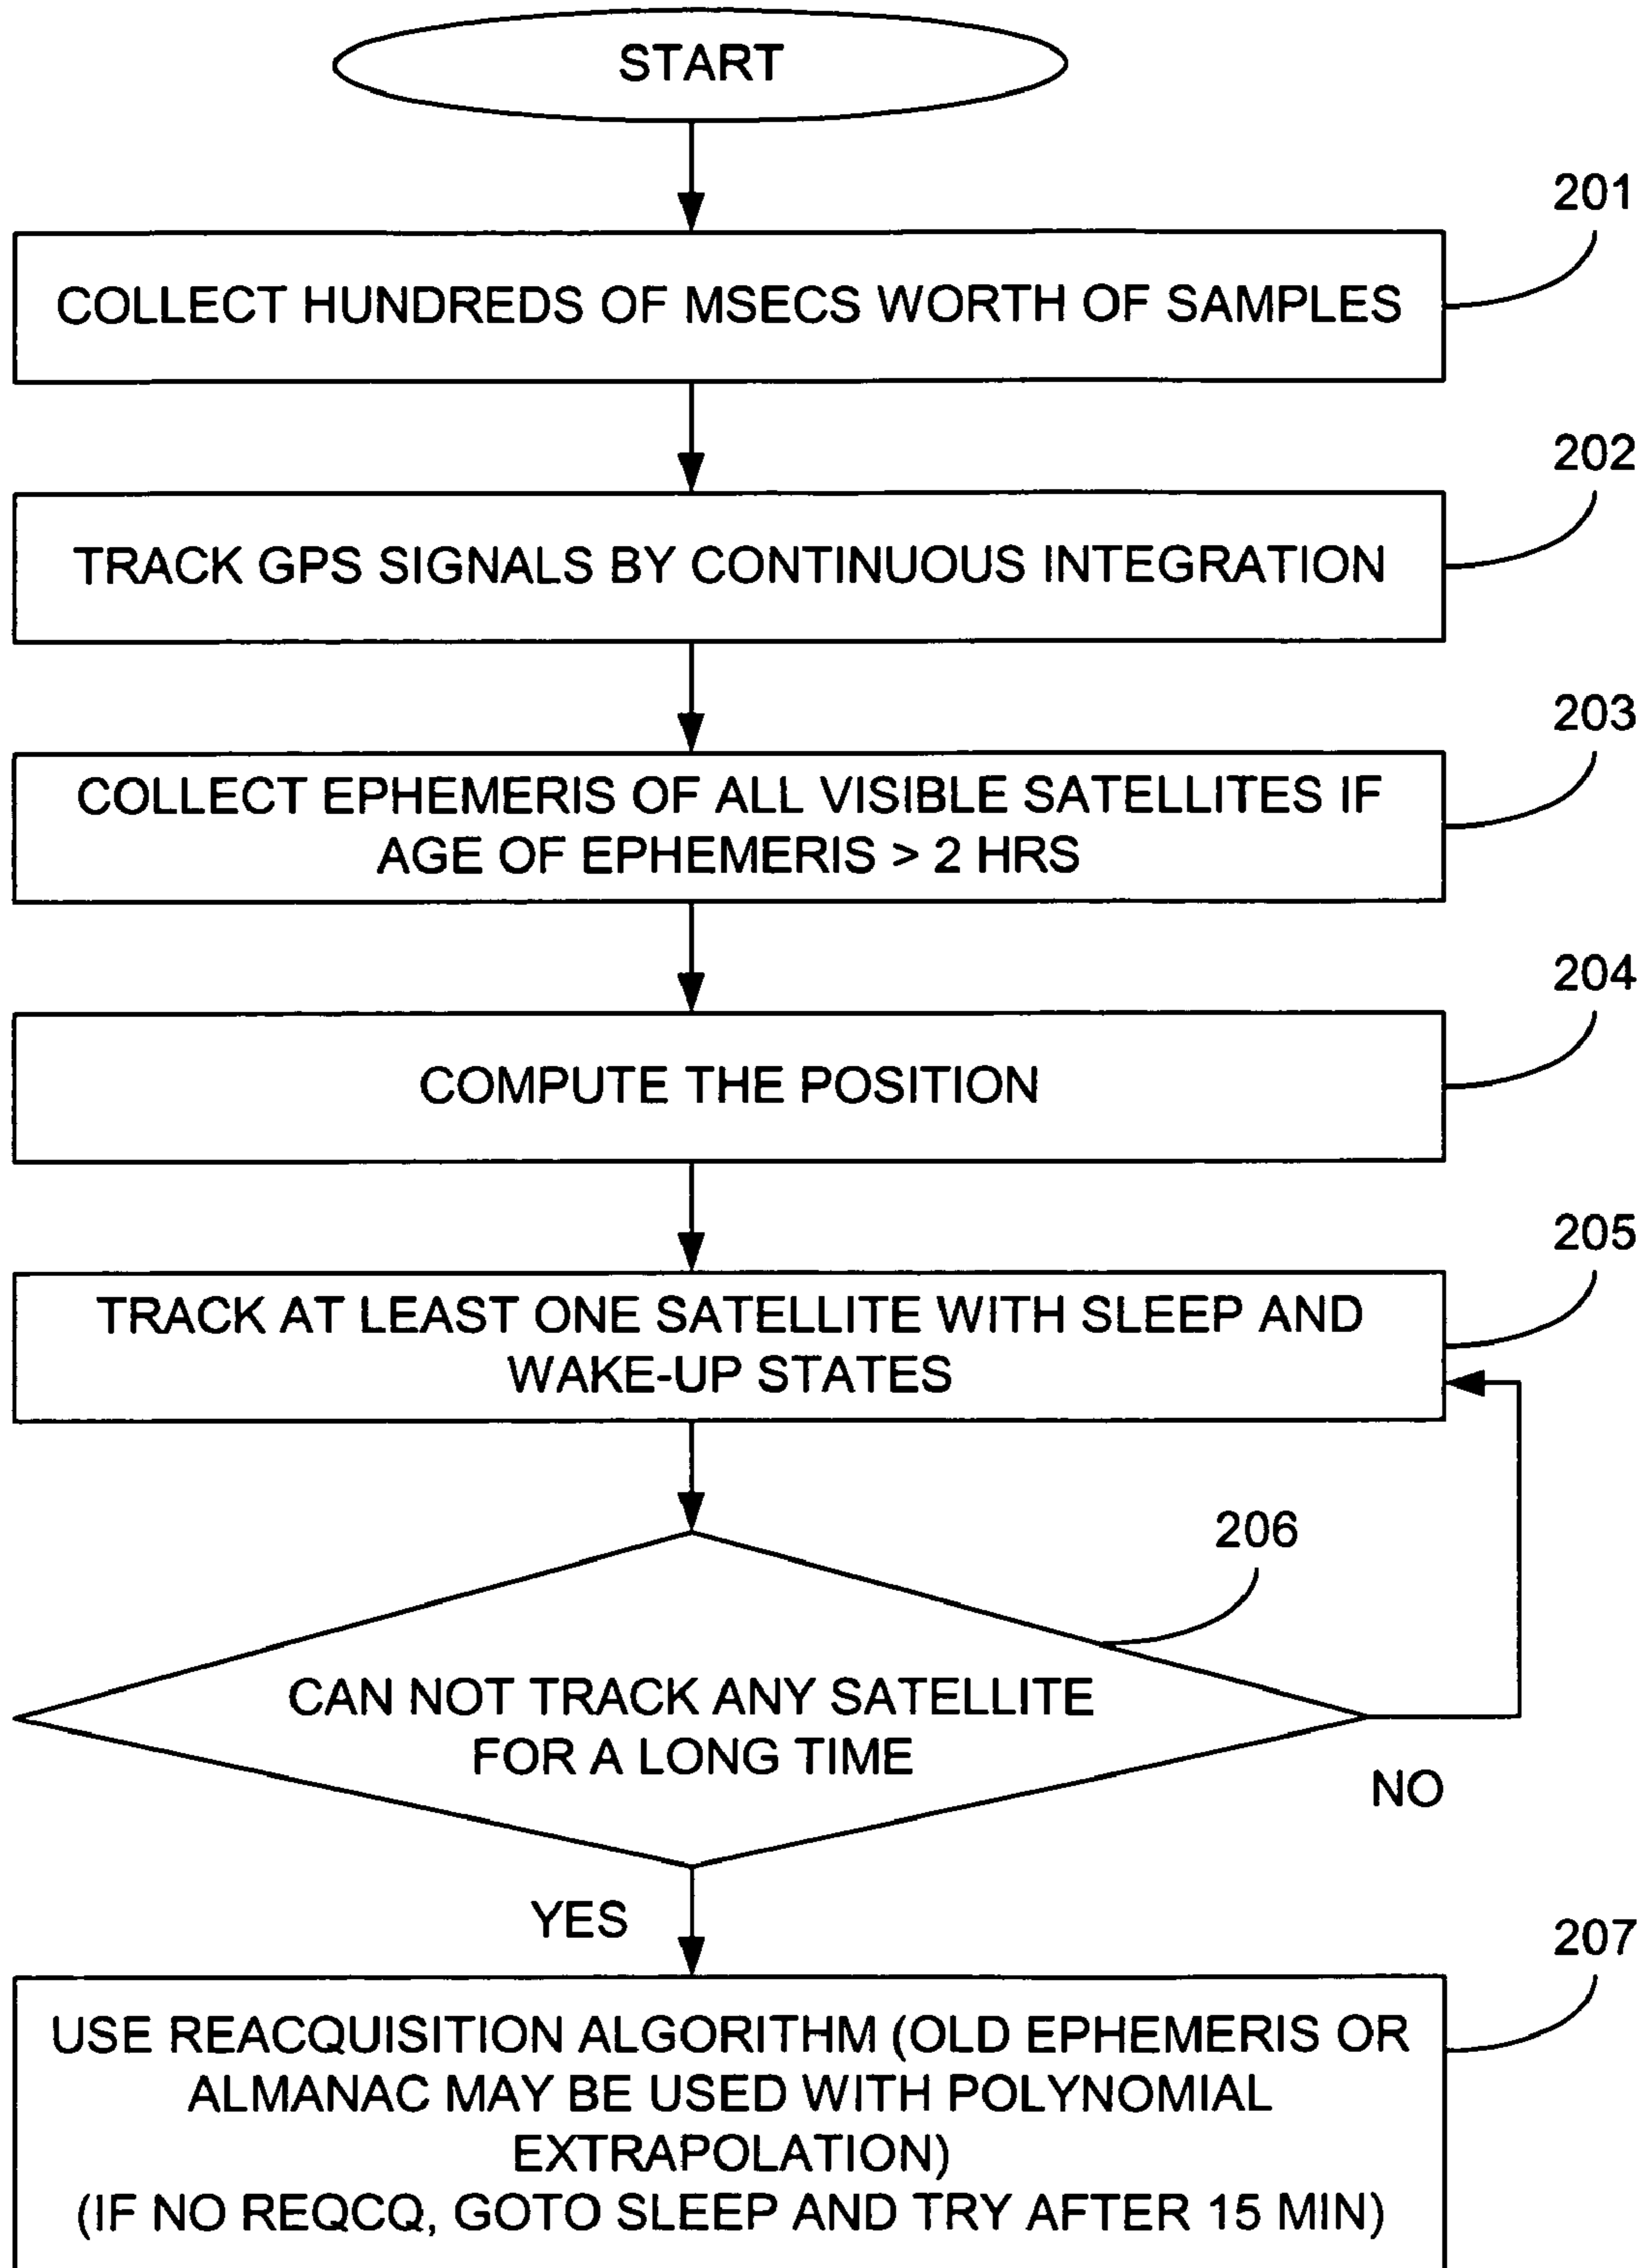 START
201
COLLECT HUNDREDS OF MSECS WORTH OF SAMPLES
202
TRACK GPS SIGNALS BY CONTINUOUS INTEGRATION
203
COLLECT EPHEMERIS OF ALL VISIBLE SATELLITES IF
AGE OF EPHEMERIS > 2 HRS
204
COMPUTE THE POSITION
205
TRACK AT LEAST ONE SATELLITE WITH SLEEP AND
WAKE-UP STATES
206
CAN NOT TRACK ANY SATELLITE
FOR A LONG TIME
NO
YES
207
USE REACQUISITION ALGORITHM (OLD EPHEMERIS OR
ALMANAC MAY BE USED WITH POLYNOMIAL
EXTRAPOLATION)
(IF NO REQCQ, GOTO SLEEP AND TRY AFTER 15 MIN)